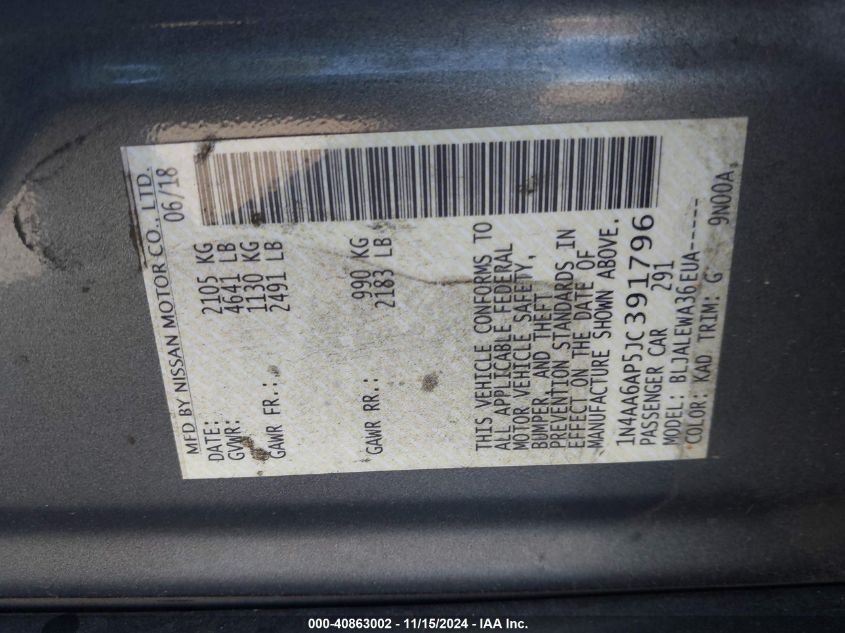 MFD BY NISSAN MOTOR CO., LTD.
DATE: 06/18
GVWR: 2105 KG
4641 LB
GAWR FR.: 1130 KG
2491 LB
GAWR RR.: 990 KG
2183 LB
THIS VEHICLE CONFORMS TO
ALL APPLICABLE FEDERAL
MOTOR VEHICLE SAFETY,
BUMPER, AND THEFT
PREVENTION STANDARDS IN
EFFECT ON THE DATE OF
MANUFACTURE SHOWN ABOVE.
1N4AA6AP5JC391796
PASSENGER CAR 291
MODEL: BLJALEWA36EUA-----
COLOR: KAD TRIM: G 9N00A
000-40863002 - 11/15/2024 - IAA Inc.